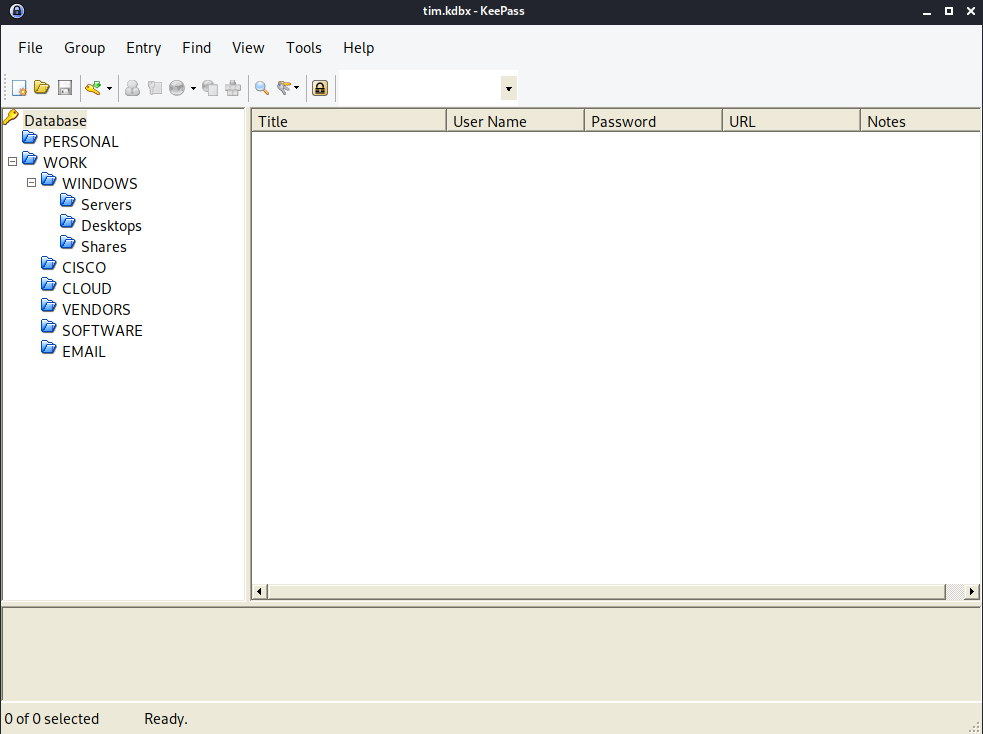 tim.kdbx - KeePass
File Group Entry Find View Tools Help
Title User Name Password URL Notes
Database
PERSONAL
WORK
WINDOWS
Servers
Desktops
Shares
CISCO
CLOUD
VENDORS
SOFTWARE
EMAIL
0 of 0 selected Ready.